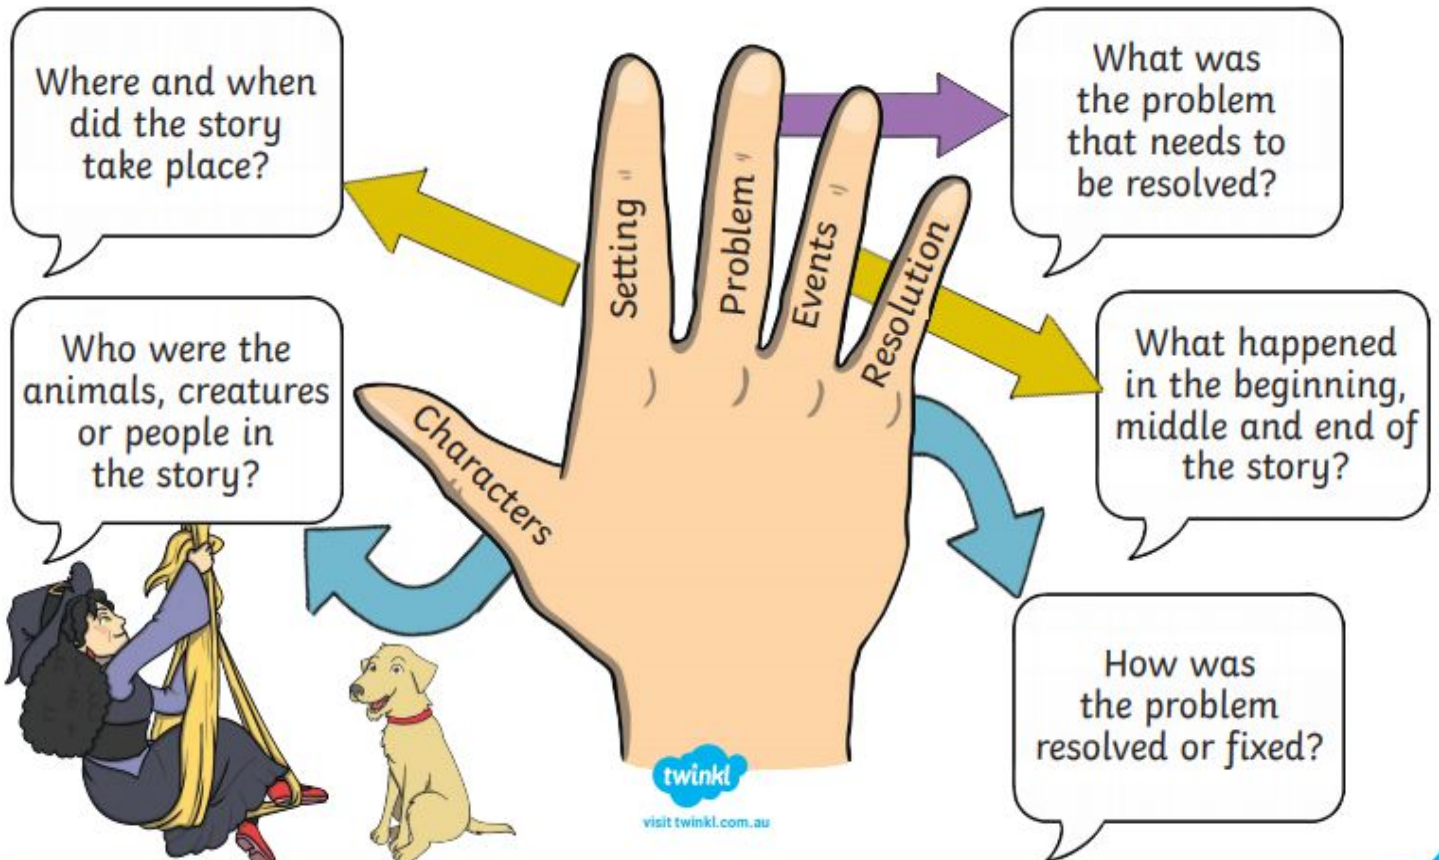 Where and when
did the story
take place?
Who were the
animals, creatures
or people in
the story?
Characters
Setting
Problem
Events
Resolution
What was
the problem
that needs to
be resolved?
What happened
in the beginning,
middle and end of
the story?
How was
the problem
resolved or fixed?
twinkl
visit twinkl.com.au